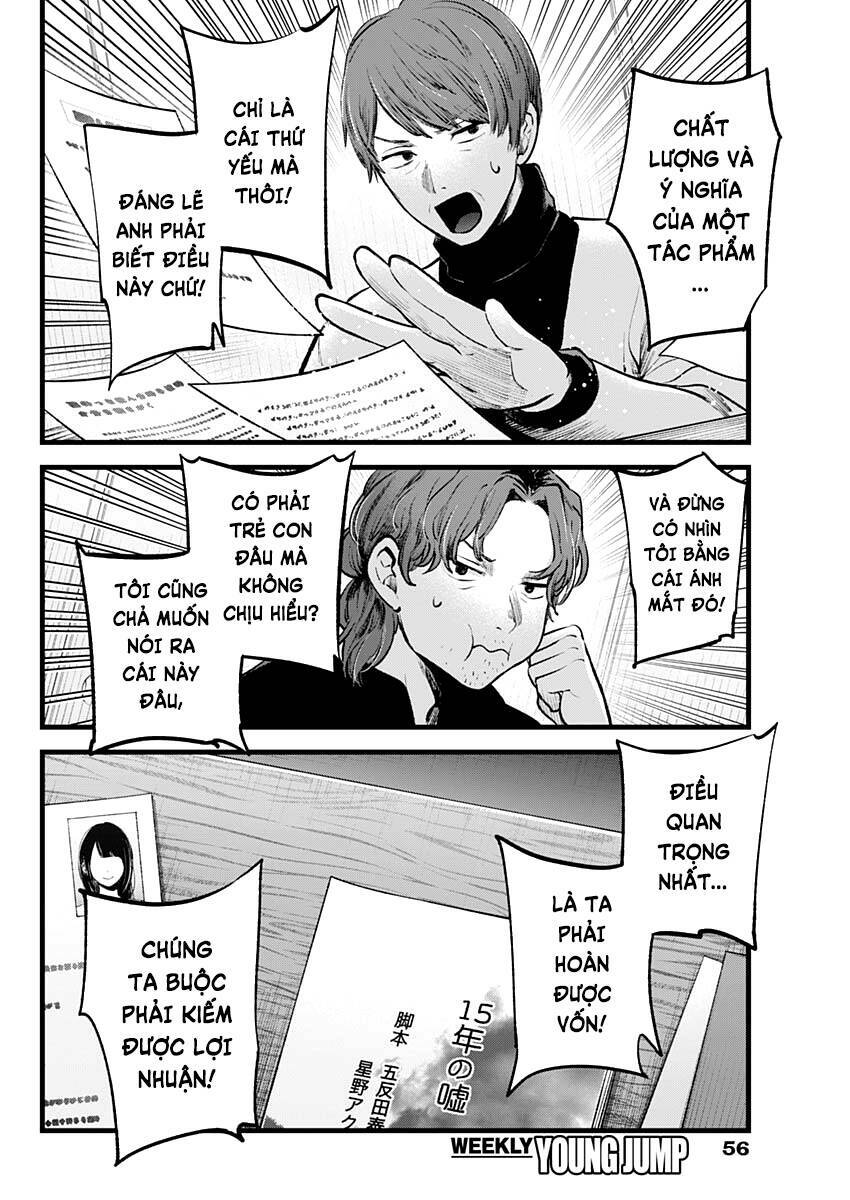 CHẤT
LƯỢNG VÀ
Ý NGHĨA
CỦA MỘT
TÁC PHẨM
...
CHỈ LÀ
CÁI THỨ
YẾU MÀ
THÔI!
ĐÁNG LẼ
ANH PHẢI
BIẾT ĐIỀU
NÀY CHỨ!
VÀ ĐỪNG
CÓ NHÌN
TÔI BẰNG
CÁI ÁNH
MẮT ĐÓ!
CÓ PHẢI
TRẺ CON
ĐÂU MÀ
KHÔNG
CHỊU HIỂU?
TÔI CŨNG
CHẢ MUỐN
NÓI RA
CÁI NÀY
ĐÂU,
ĐIỀU
QUAN
TRỌNG
NHẤT...
LÀ TA
PHẢI
HOÀN
ĐƯỢC
VỐN!
CHÚNG
TA BUỘC
PHẢI KIẾM
ĐƯỢC LỢI
NHUẬN!
15年の嘘
脚本 五反田泰
星野アク
WEEKLY YOUNG JUMP 56